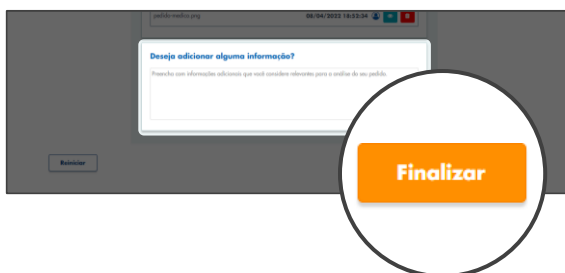 pedido-medico.png 08/04/2022 18:53:34
Deseja adicionar alguma informação?
Preencha com informações adicionais que você considere relevantes para a análise do seu pedido.
Reiniciar
Finalizar